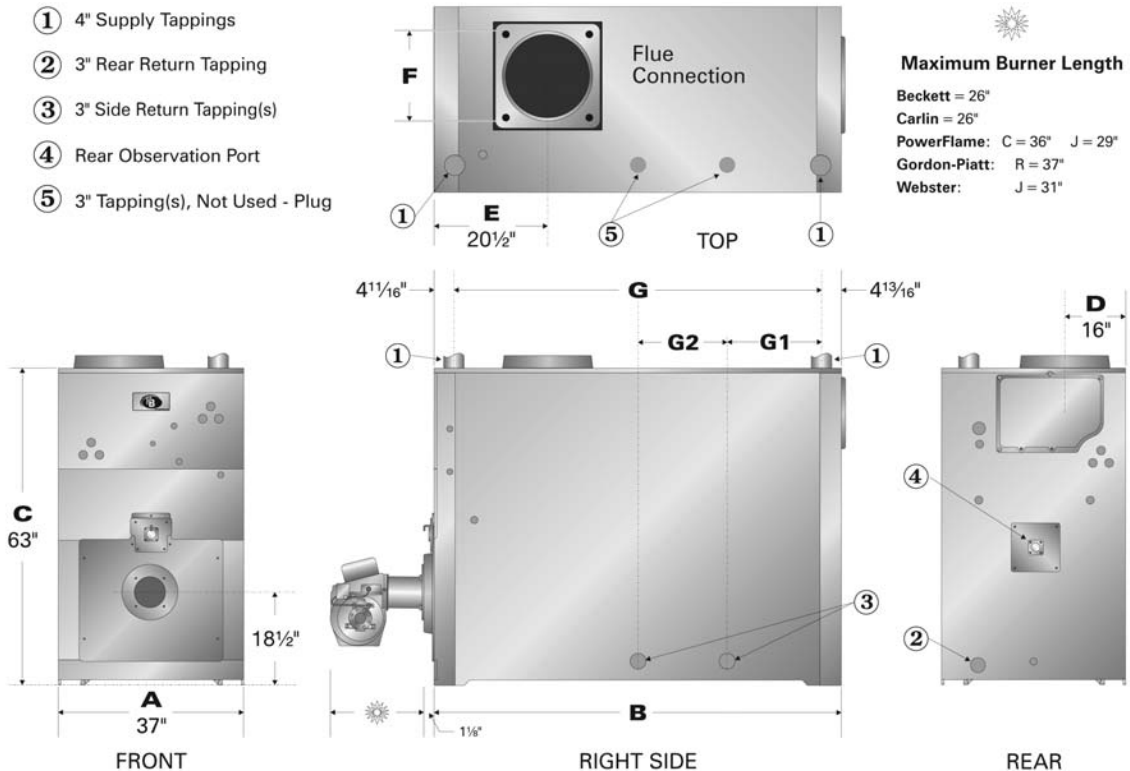 ① 4" Supply Tappings
② 3" Rear Return Tapping
③ 3" Side Return Tapping(s)
④ Rear Observation Port
⑤ 3" Tapping(s), Not Used - Plug
F
Flue
Connection
①
E
20½"
⑤
TOP
①
Maximum Burner Length
Beckett = 26"
Carlin = 26"
PowerFlame: C = 36" J = 29"
Gordon-Piatt: R = 37"
Webster: J = 31"
C
63"
18½"
A
37"
FRONT
4¹¹⁄₁₆"
G
4¹³⁄₁₆"
①
G2
G1
①
③
B
1⅛"
RIGHT SIDE
D
16"
④
②
REAR